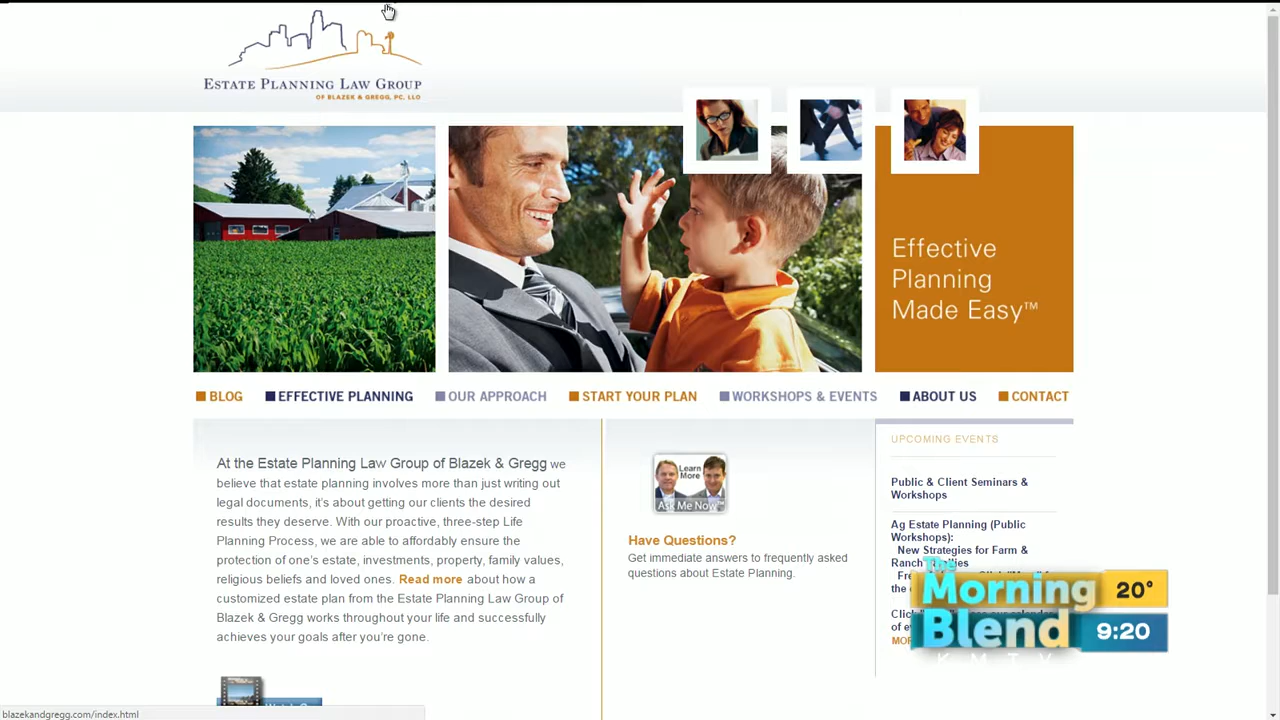 ESTATE PLANNING LAW GROUP
OF BLAZEK & GREGG, PC, LLO
Effective
Planning
Made Easy™
BLOG EFFECTIVE PLANNING OUR APPROACH START YOUR PLAN WORKSHOPS & EVENTS ABOUT US CONTACT
At the Estate Planning Law Group of Blazek & Gregg we
believe that estate planning involves more than just writing out
legal documents, it's about getting our clients the desired
results they deserve. With our proactive, three-step Life
Planning Process, we are able to affordably ensure the
protection of one's estate, investments, property, family values,
religious beliefs and loved ones. Read more about how a
customized estate plan from the Estate Planning Law Group of
Blazek & Gregg works throughout your life and successfully
achieves your goals after you're gone.
Learn
More
Ask Me Now™
Have Questions?
Get immediate answers to frequently asked
questions about Estate Planning.
UPCOMING EVENTS
Public & Client Seminars &
Workshops
Ag Estate Planning (Public
Workshops):
New Strategies for Farm &
Ranch
the
of
The
Morning
Blend
KMTV
20°
9:20
blazekandgregg.com/index.html